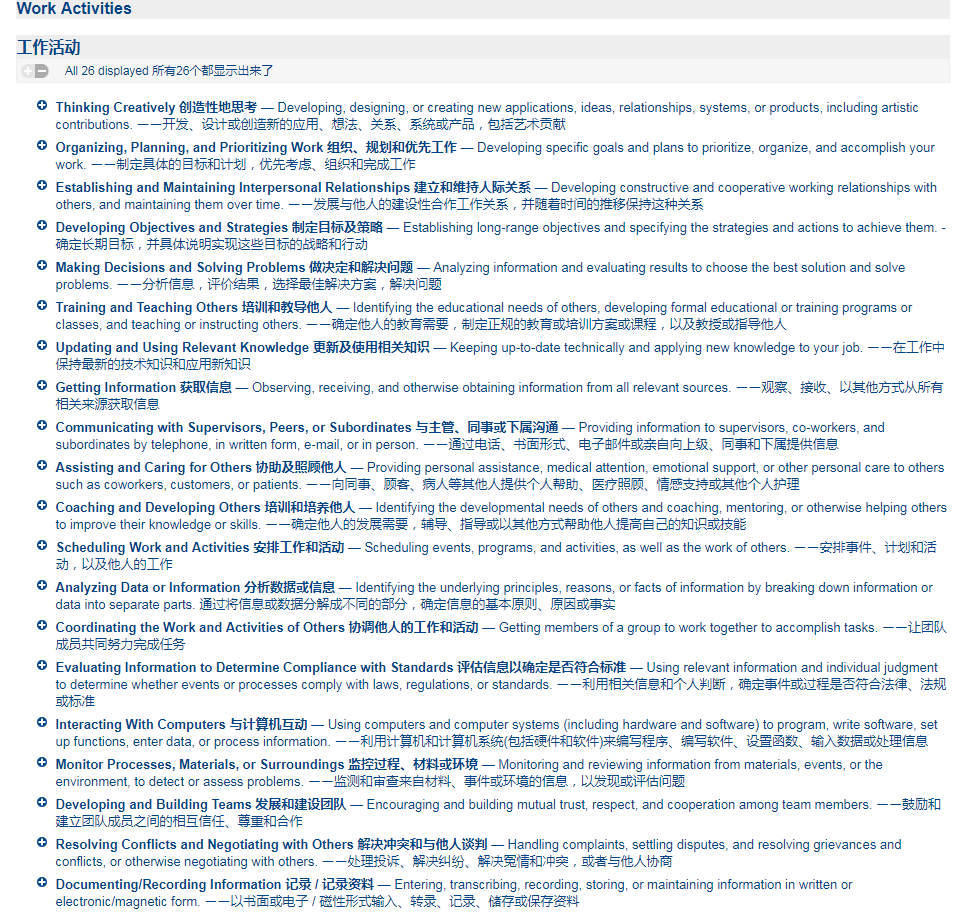 Work Activities
工作活动
All 26 displayed 所有26个都显示出来了
Thinking Creatively 创造性地思考 — Developing, designing, or creating new applications, ideas, relationships, systems, or products, including artistic
contributions. 一一开发、设计或创造新的应用、想法、关系、系统或产品，包括艺术贡献
Organizing, Planning, and Prioritizing Work 组织、规划和优先工作 — Developing specific goals and plans to prioritize, organize, and accomplish your
work. 一一制定具体的目标和计划，优先考虑、组织和完成工作
Establishing and Maintaining Interpersonal Relationships 建立和维持人际关系 — Developing constructive and cooperative working relationships with
others, and maintaining them over time. 一一发展与他人的建设性合作工作关系，并随着时间的推移保持这种关系
Developing Objectives and Strategies 制定目标及策略 — Establishing long-range objectives and specifying the strategies and actions to achieve them. -
确定长期目标，并具体说明实现这些目标的战略和行动
Making Decisions and Solving Problems 做决定和解决问题 — Analyzing information and evaluating results to choose the best solution and solve
problems. 一一分析信息，评价结果，选择最佳解决方案，解决问题
Training and Teaching Others 培训和教导他人 — Identifying the educational needs of others, developing formal educational or training programs or
classes, and teaching or instructing others. 一一确定他人的教育需要，制定正规的教育或培训方案或课程，以及教授或指导他人
Updating and Using Relevant Knowledge 更新及使用相关知识 — Keeping up-to-date technically and applying new knowledge to your job. 一一在工作中
保持最新的技术知识和应用新知识
Getting Information 获取信息 — Observing, receiving, and otherwise obtaining information from all relevant sources. 一一观察、接收、以其他方式从所有
相关来源获取信息
Communicating with Supervisors, Peers, or Subordinates 与主管、同事或下属沟通 — Providing information to supervisors, co-workers, and
subordinates by telephone, in written form, e-mail, or in person. 一一通过电话、书面形式、电子邮件或亲自向上级、同事和下属提供信息
Assisting and Caring for Others 协助及照顾他人 — Providing personal assistance, medical attention, emotional support, or other personal care to others
such as coworkers, customers, or patients. 一一向同事、顾客、病人等其他人提供个人帮助、医疗照顾、情感支持或其他个人护理
Coaching and Developing Others 培训和培养他人 — Identifying the developmental needs of others and coaching, mentoring, or otherwise helping others
to improve their knowledge or skills. 一一确定他人的发展需要，辅导、指导或以其他方式帮助他人提高自己的知识或技能
Scheduling Work and Activities 安排工作和活动 — Scheduling events, programs, and activities, as well as the work of others. 一一安排事件、计划和活
动，以及他人的工作
Analyzing Data or Information 分析数据或信息 — Identifying the underlying principles, reasons, or facts of information by breaking down information or
data into separate parts. 通过将信息或数据分解成不同的部分，确定信息的基本原则、原因或事实
Coordinating the Work and Activities of Others 协调他人的工作和活动 — Getting members of a group to work together to accomplish tasks. 一一让团队
成员共同努力完成任务
Evaluating Information to Determine Compliance with Standards 评估信息以确定是否符合标准 — Using relevant information and individual judgment
to determine whether events or processes comply with laws, regulations, or standards. 一一利用相关信息和个人判断，确定事件或过程是否符合法律、法规
或标准
Interacting With Computers 与计算机互动 — Using computers and computer systems (including hardware and software) to program, write software, set
up functions, enter data, or process information. 一一利用计算机和计算机系统(包括硬件和软件)来编写程序、编写软件、设置函数、输入数据或处理信息
Monitor Processes, Materials, or Surroundings 监控过程、材料或环境 — Monitoring and reviewing information from materials, events, or the
environment, to detect or assess problems. 一一监测和审查来自材料、事件或环境的信息，以发现或评估问题
Developing and Building Teams 发展和建设团队 — Encouraging and building mutual trust, respect, and cooperation among team members. 一一鼓励和
建立团队成员之间的相互信任、尊重和合作
Resolving Conflicts and Negotiating with Others 解决冲突和与他人谈判 — Handling complaints, settling disputes, and resolving grievances and
conflicts, or otherwise negotiating with others. 一一处理投诉、解决纠纷、解决冤情和冲突，或者与他人协商
Documenting/Recording Information 记录 / 记录资料 — Entering, transcribing, recording, storing, or maintaining information in written or
electronic/magnetic form. 一一以书面或电子 / 磁性形式输入、转录、记录、储存或保存资料